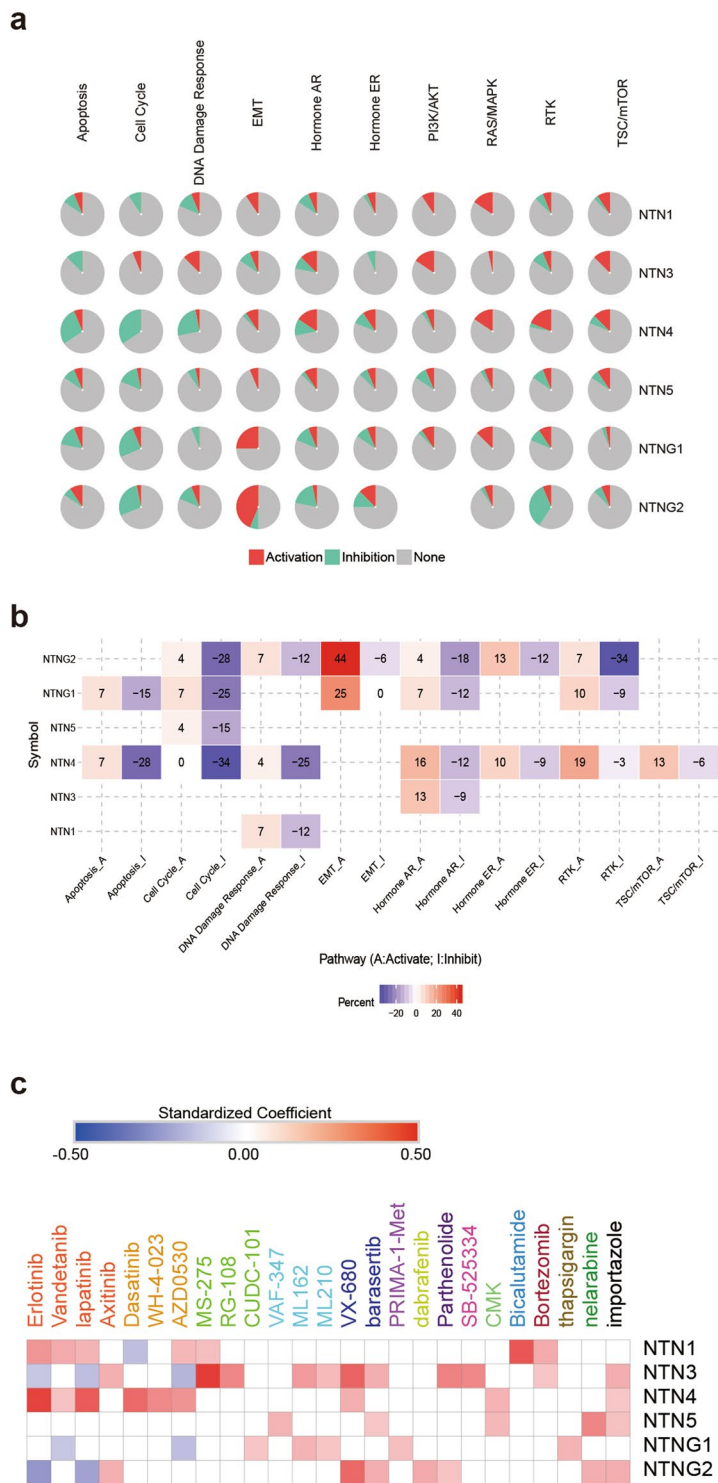 a
Apoptosis
Cell Cycle
DNA Damage Response
EMT
Hormone AR
Hormone ER
PI3K/AKT
RAS/MAPK
RTK
TSC/mTOR
NTN1
NTN3
NTN4
NTN5
NTNG1
NTNG2
Activation Inhibition None
b
Symbol
NTNG2 4 −28 7 −12 44 −6 4 −18 13 −12 7 −34
NTNG1 7 −15 7 −25 25 0 7 −12 10 −9
NTN5 4 −15
NTN4 7 −28 0 −34 4 −25 16 −12 10 −9 19 −3 13 −6
NTN3 13 −9
NTN1 7 −12
Apoptosis_A
Apoptosis_I
Cell Cycle_A
Cell Cycle_I
DNA Damage Response_A
DNA Damage Response_I
EMT_A
EMT_I
Hormone AR_A
Hormone AR_I
Hormone ER_A
Hormone ER_I
RTK_A
RTK_I
TSC/mTOR_A
TSC/mTOR_I
Pathway (A:Activate; I:Inhibit)
Percent
−20 0 20 40
c
Standardized Coefficient
-0.50 0.00 0.50
Erlotinib
Vandetanib
lapatinib
Axitinib
Dasatinib
WH-4-023
AZD0530
MS-275
RG-108
CUDC-101
VAF-347
ML162
ML210
VX-680
barasertib
PRIMA-1-Met
dabrafenib
Parthenolide
SB-525334
CMK
Bicalutamide
Bortezomib
thapsigargin
nelarabine
importazole
NTN1
NTN3
NTN4
NTN5
NTNG1
NTNG2